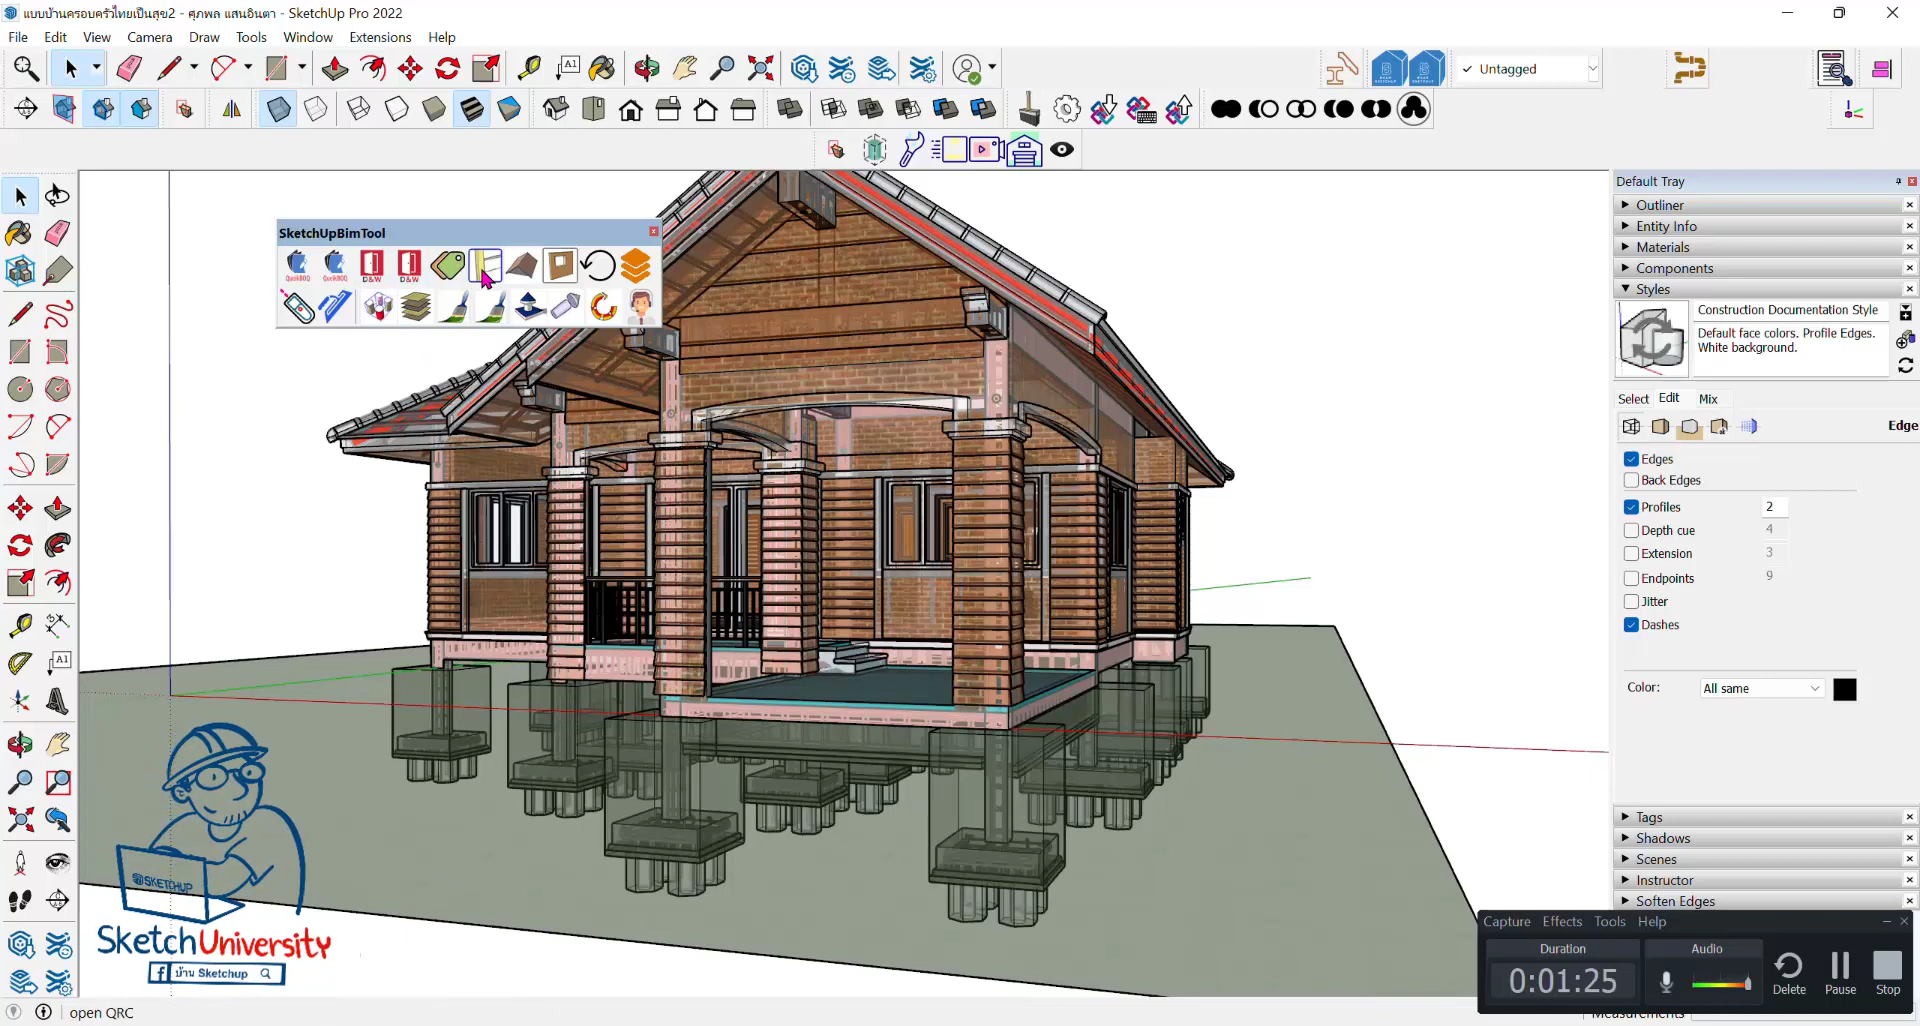 แบบบ้านครอบครัวไทยเป็นสุข2 - ศุภพล แสนอินตา - SketchUp Pro 2022
File Edit View Camera Draw Tools Window Extensions Help
A1
Untagged
SketchUpBimTool
QuikBOQ QuikBOQ D&W D&W
Default Tray
Outliner
Entity Info
Materials
Components
Styles
Construction Documentation Style
Default face colors. Profile Edges.
White background.
Select Edit Mix
Edge
Edges
Back Edges
Profiles 2
Depth cue 4
Extension 3
Endpoints 9
Jitter
Dashes
Color: All same
A1
Tags
Shadows
Scenes
Instructor
Soften Edges
Capture Effects Tools Help
Duration Audio
0:01:25
Delete Pause Stop
SKETCHUP
SketchUniversity
f บ้าน Sketchup
open QRC
Measurements